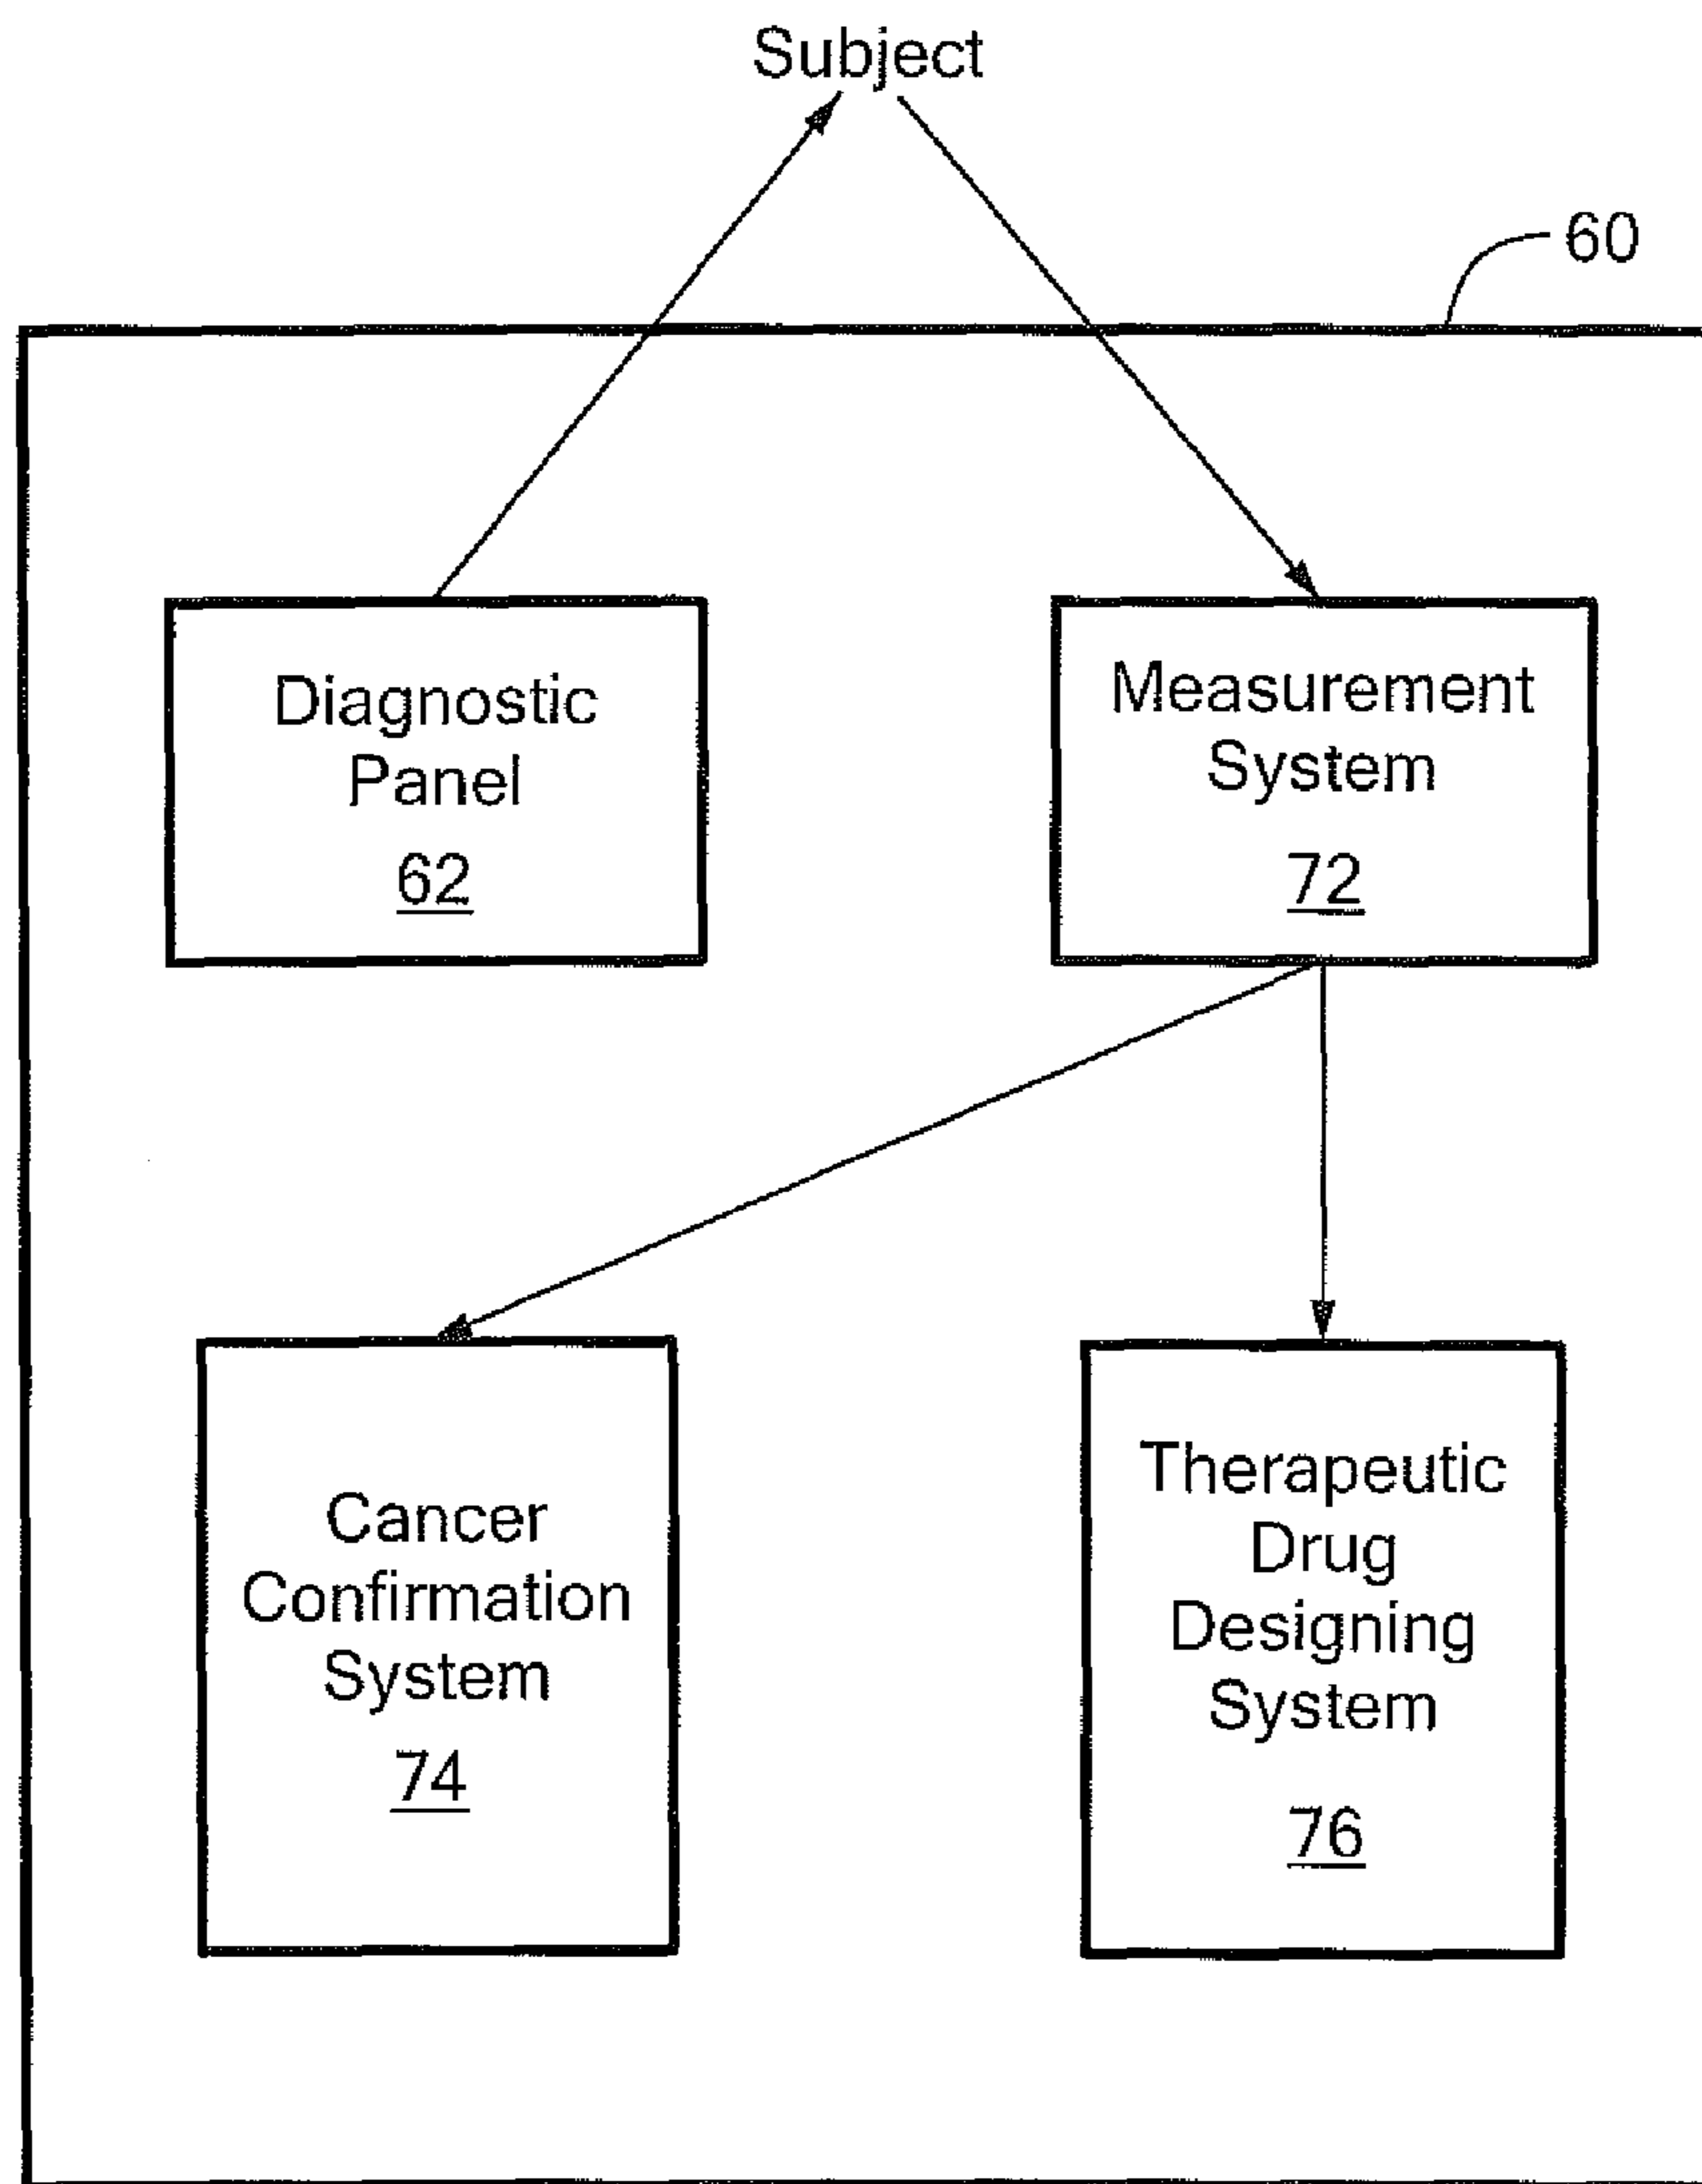 Subject
60
Diagnostic
Panel
62
Measurement
System
72
Cancer
Confirmation
System
74
Therapeutic
Drug
Designing
System
76